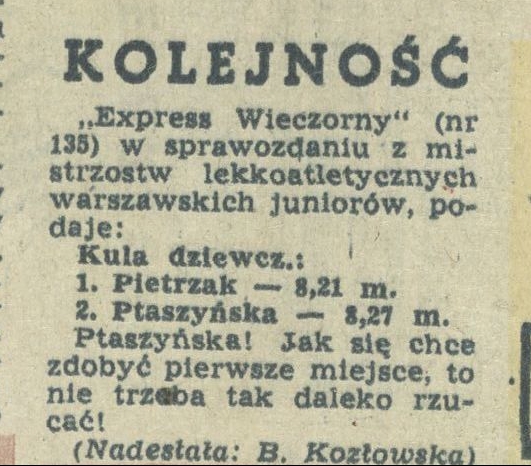 KOLEJNOŚĆ
„Express Wieczorny" (nr
135) w sprawozdaniu z mi-
strzostw lekkoatletycznych
warszawskich juniorów, po-
daje:
Kula dziewcz.:
1. Pietrzak — 8,21 m.
2. Ptaszyńska — 8,27 m.
Ptaszyńska! Jak się chce
zdobyć pierwsze miejsce, to
nie trzeba tak daleko rzu-
cać!
(Nadesłała: B. Kozłowska)